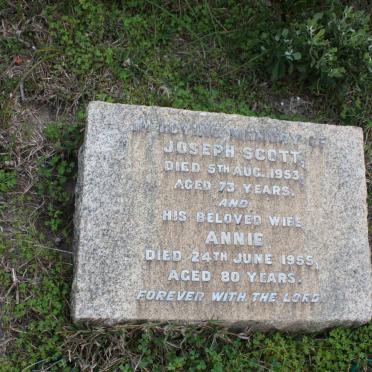 IN LOVING MEMORY OF
JOSEPH SCOTT,
DIED 5TH AUG. 1953,
AGED 73 YEARS.
AND
HIS BELOVED WIFE
ANNIE
DIED 24TH JUNE 1955,
AGED 80 YEARS.
FOREVER WITH THE LORD.